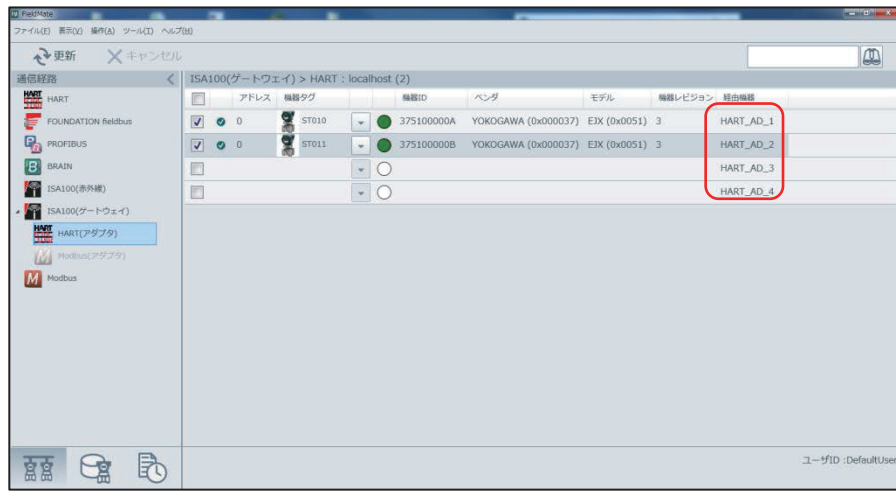 FieldMate
ファイル(F) 表示(V) 操作(A) ツール(T) ヘルプ(H)
更新 キャンセル
通信経路
ISA100(ゲートウェイ) > HART : localhost (2)
HART
FOUNDATION fieldbus
PROFIBUS
BRAIN
ISA100(赤外線)
ISA100(ゲートウェイ)
HART(アダプタ)
Modbus(アダプタ)
Modbus
アドレス 機器タグ 機器ID ベンダ モデル 機器レビジョン 経由機器
0 ST010 375100000A YOKOGAWA (0x000037) EJX (0x0051) 3 HART_AD_1
0 ST011 375100000B YOKOGAWA (0x000037) EJX (0x0051) 3 HART_AD_2
HART_AD_3
HART_AD_4
ユーザID :DefaultUser